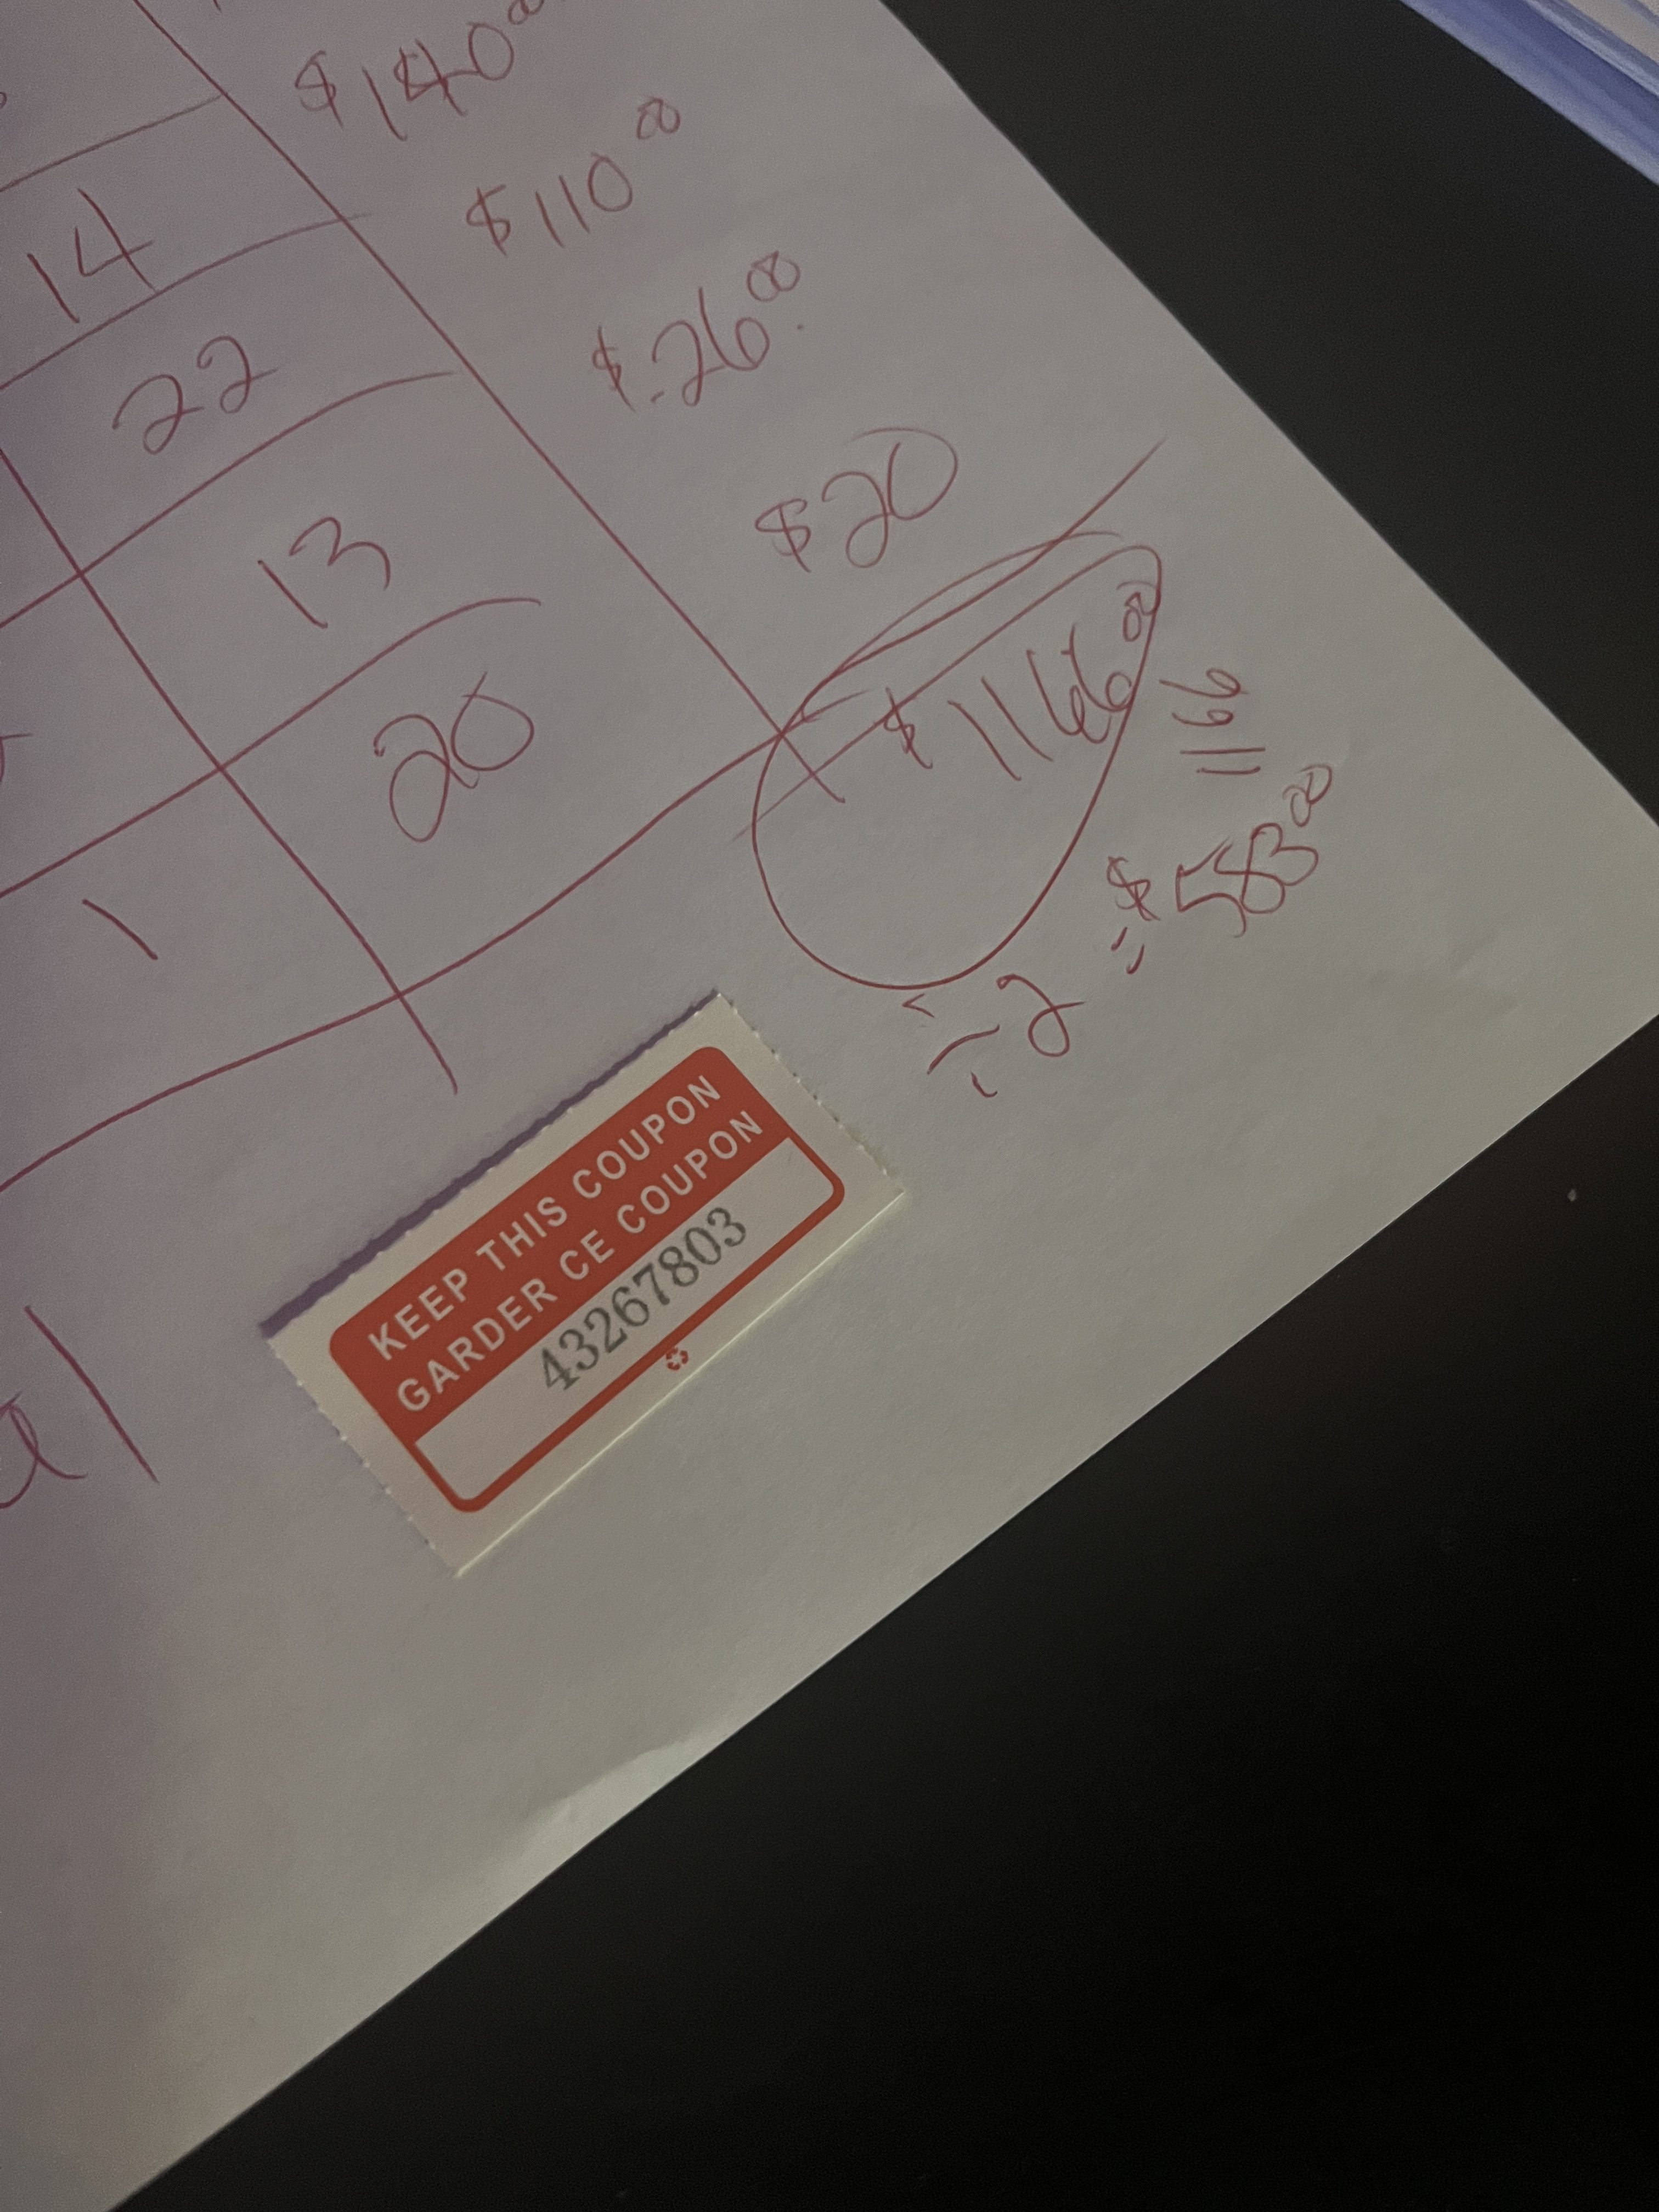 $140.00
14 $110.00
22 $.26.00
13 $20
1 20 $1166.00
1166
÷2 = $583.00
KEEP THIS COUPON
GARDER CE COUPON
43267803
al